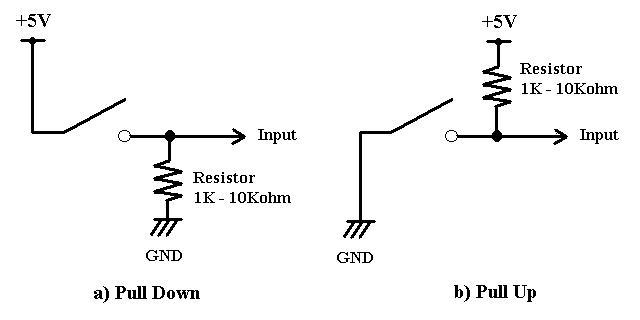 +5V
Input
Resistor
1K - 10Kohm
GND
a) Pull Down
+5V
Resistor
1K - 10Kohm
Input
GND
b) Pull Up